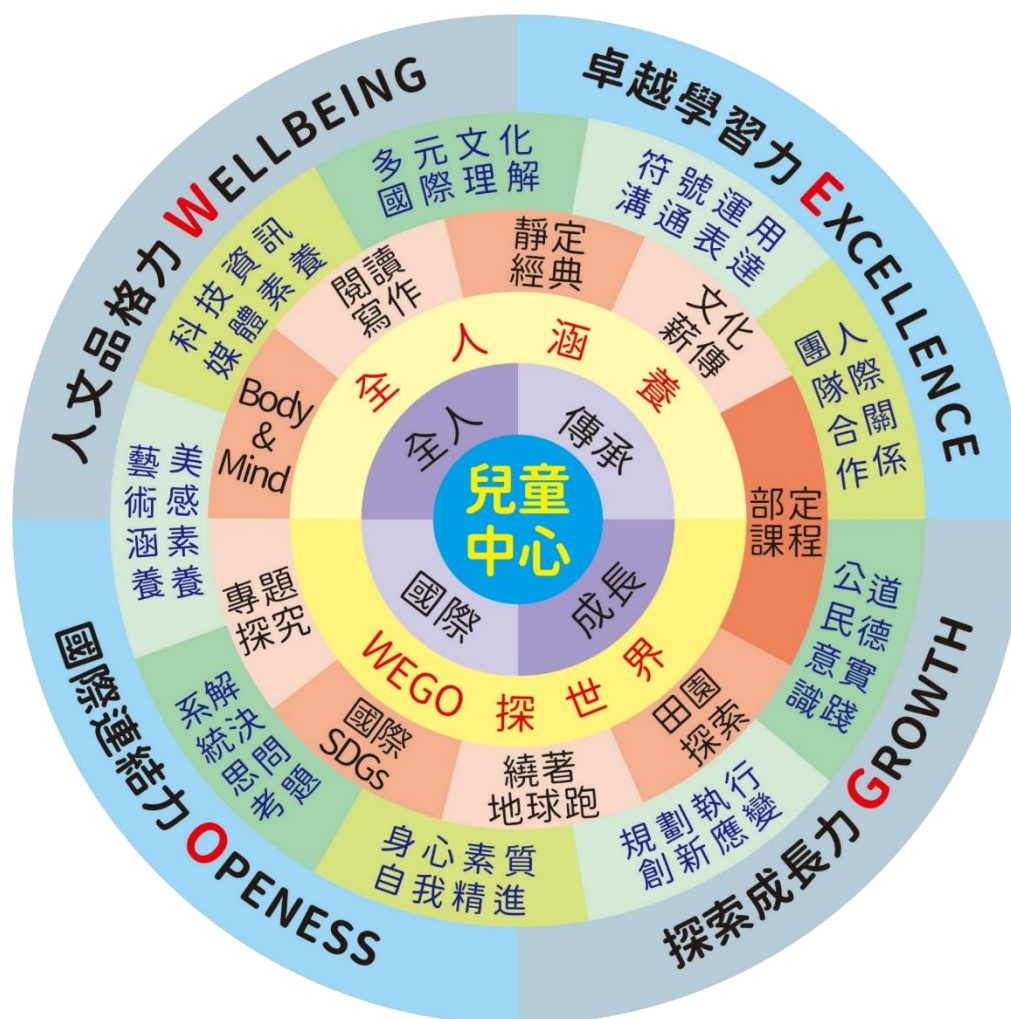 人文品格力 WELLBEING
卓越學習力 EXCELLENCE
探索成長力 GROWTH
國際連結力 OPENESS
多元文化
國際理解
符號運用
溝通表達
人際關係
團隊合作
道德實踐
公民意識
規劃執行
創新應變
身心素質
自我精進
解決問題
系統思考
美感素養
藝術涵養
科技資訊
媒體素養
靜定
經典
文化
薪傳
部定
課程
田園
探索
繞著
地球跑
國際
SDGs
專題
探究
Body
&
Mind
閱讀
寫作
全人涵養
WEGO探世界
全人
傳承
成長
國際
兒童
中心